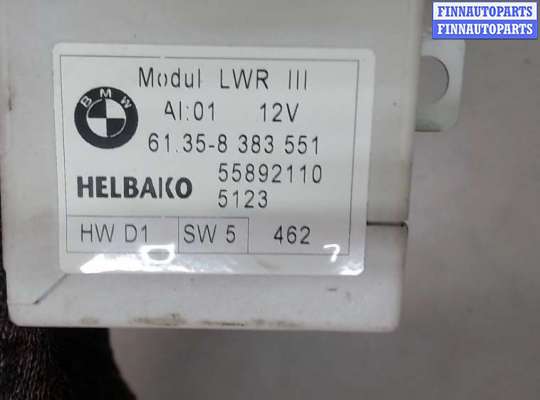 FINNAUTOPARTS
FINNAUTOPARTS
BMW
Modul LWR III
AI:01 12V
61.35-8 383 551
55892110
HELBAKO 5123
HW D1 SW 5 462